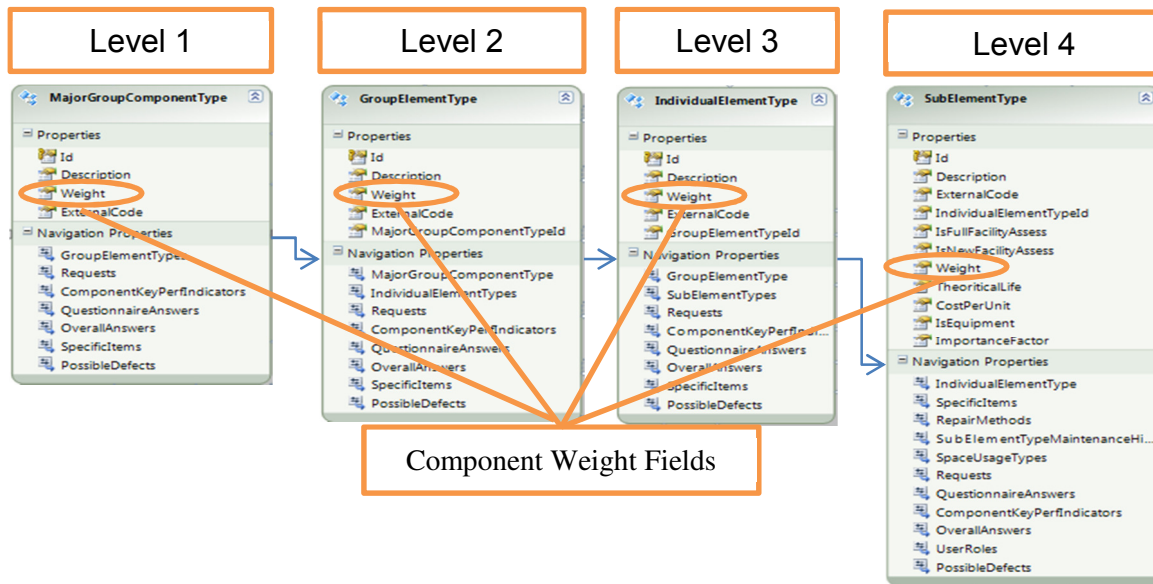 Level 1
MajorGroupComponentType
Properties
Id
Description
Weight
ExternalCode
Navigation Properties
GroupElementTypes
Requests
ComponentKeyPerfIndicators
QuestionnaireAnswers
OverallAnswers
SpecificItems
PossibleDefects
Level 2
GroupElementType
Properties
Id
Description
Weight
ExternalCode
MajorGroupComponentTypeId
Navigation Properties
MajorGroupComponentType
IndividualElementTypes
Requests
ComponentKeyPerfIndicators
QuestionnaireAnswers
OverallAnswers
SpecificItems
PossibleDefects
Level 3
IndividualElementType
Properties
Id
Description
Weight
ExternalCode
GroupElementTypeId
Navigation Properties
GroupElementType
SubElementTypes
Requests
ComponentKeyPerfIndi...
QuestionnaireAnswers
OverallAnswers
SpecificItems
PossibleDefects
Level 4
SubElementType
Properties
Id
Description
ExternalCode
IndividualElementTypeId
IsFullFacilityAssess
IsNewFacilityAssess
Weight
TheoriticalLife
CostPerUnit
IsEquipment
ImportanceFactor
Navigation Properties
IndividualElementType
SpecificItems
RepairMethods
SubElementTypeMaintenanceHi...
SpaceUsageTypes
Requests
QuestionnaireAnswers
ComponentKeyPerfIndicators
OverallAnswers
UserRoles
PossibleDefects
Component Weight Fields